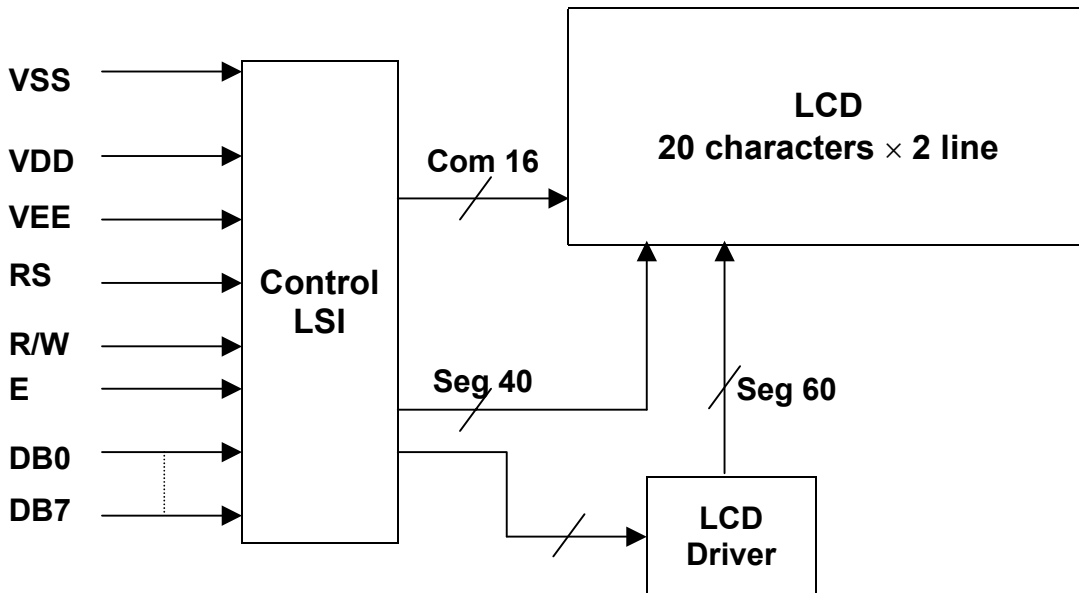 VSS
VDD
VEE
RS
R/W
E
DB0
DB7
Control
LSI
Com 16
Seg 40
LCD
20 characters × 2 line
Seg 60
LCD
Driver